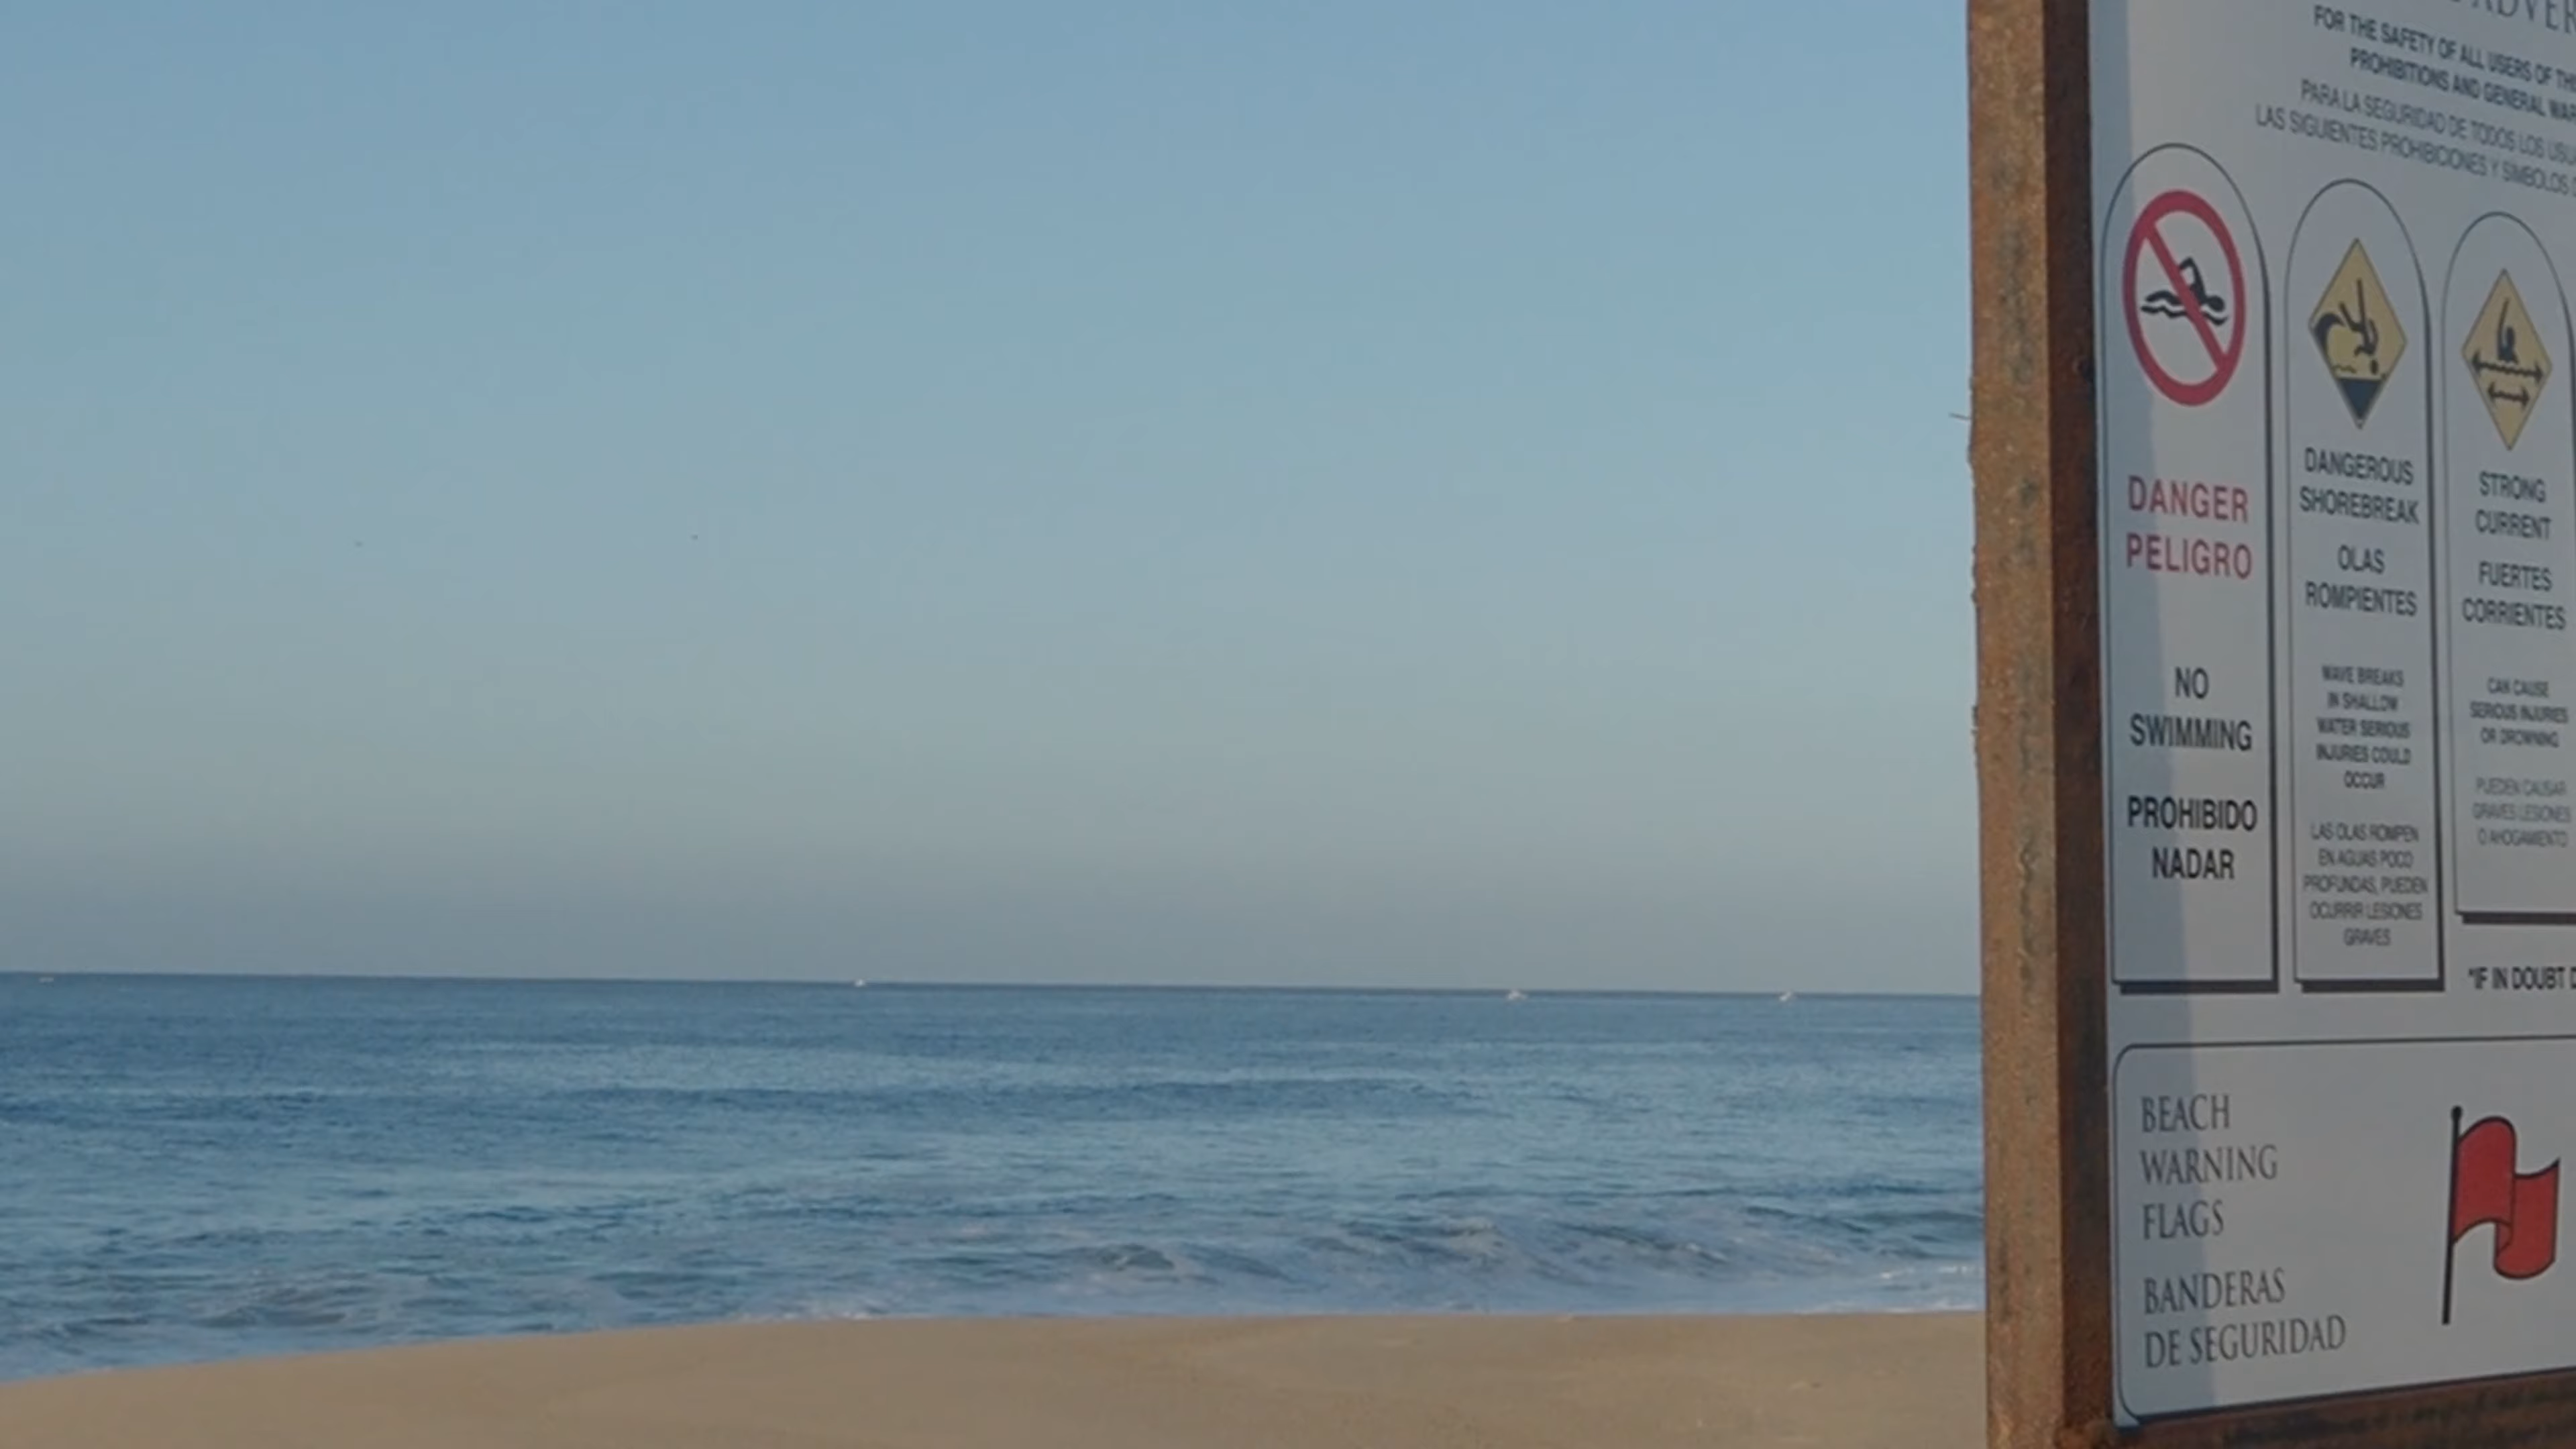 FOR THE SAFETY OF ALL USERS OF
PROHIBITIONS AND GENERAL
PARA LA SEGURIDAD DE TODOS LOS
LAS SIGUIENTES PROHIBICIONES Y SIMBOLOS
DANGER
PELIGRO
NO
SWIMMING
PROHIBIDO
NADAR
DANGEROUS
SHOREBREAK
OLAS
ROMPIENTES
WAVE BREAKS
IN SHALLOW
WATER SERIOUS
INJURIES COULD
OCCUR
LAS OLAS ROMPEN
EN AGUAS POCO
PROFUNDAS, PUEDEN
OCURRIR LESIONES
GRAVES
STRONG
CURRENT
FUERTES
CORRIENTES
CAN CAUSE
SERIOUS INJURIES
OR DROWNING
PUEDEN CAUSAR
GRAVES LESIONES
O AHOGAMIENTO
*IF IN DOUBT
BEACH
WARNING
FLAGS
BANDERAS
DE SEGURIDAD